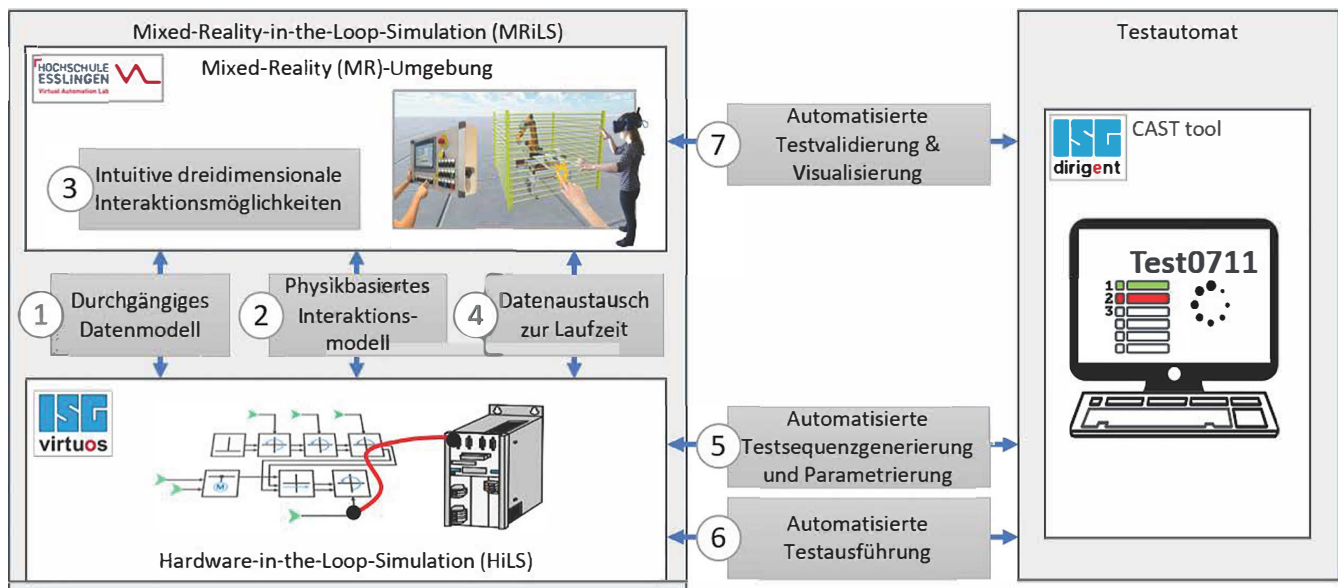 Mixed-Reality-in-the-Loop-Simulation (MRiLS)
HOCHSCHULE
ESSLINGEN
Virtual Automation Lab
Mixed-Reality (MR)-Umgebung
3
Intuitive dreidimensionale
Interaktionsmöglichkeiten
1
Durchgängiges
Datenmodell
2
Physikbasiertes
Interaktions-
modell
4
Datenaustausch
zur Laufzeit
ISG
virtuos
M
Hardware-in-the-Loop-Simulation (HiLS)
7
Automatisierte
Testvalidierung &
Visualisierung
5
Automatisierte
Testsequenzgenerierung
und Parametrierung
6
Automatisierte
Testausführung
Testautomat
ISG
dirigent
CAST tool
Test0711
1
2
3